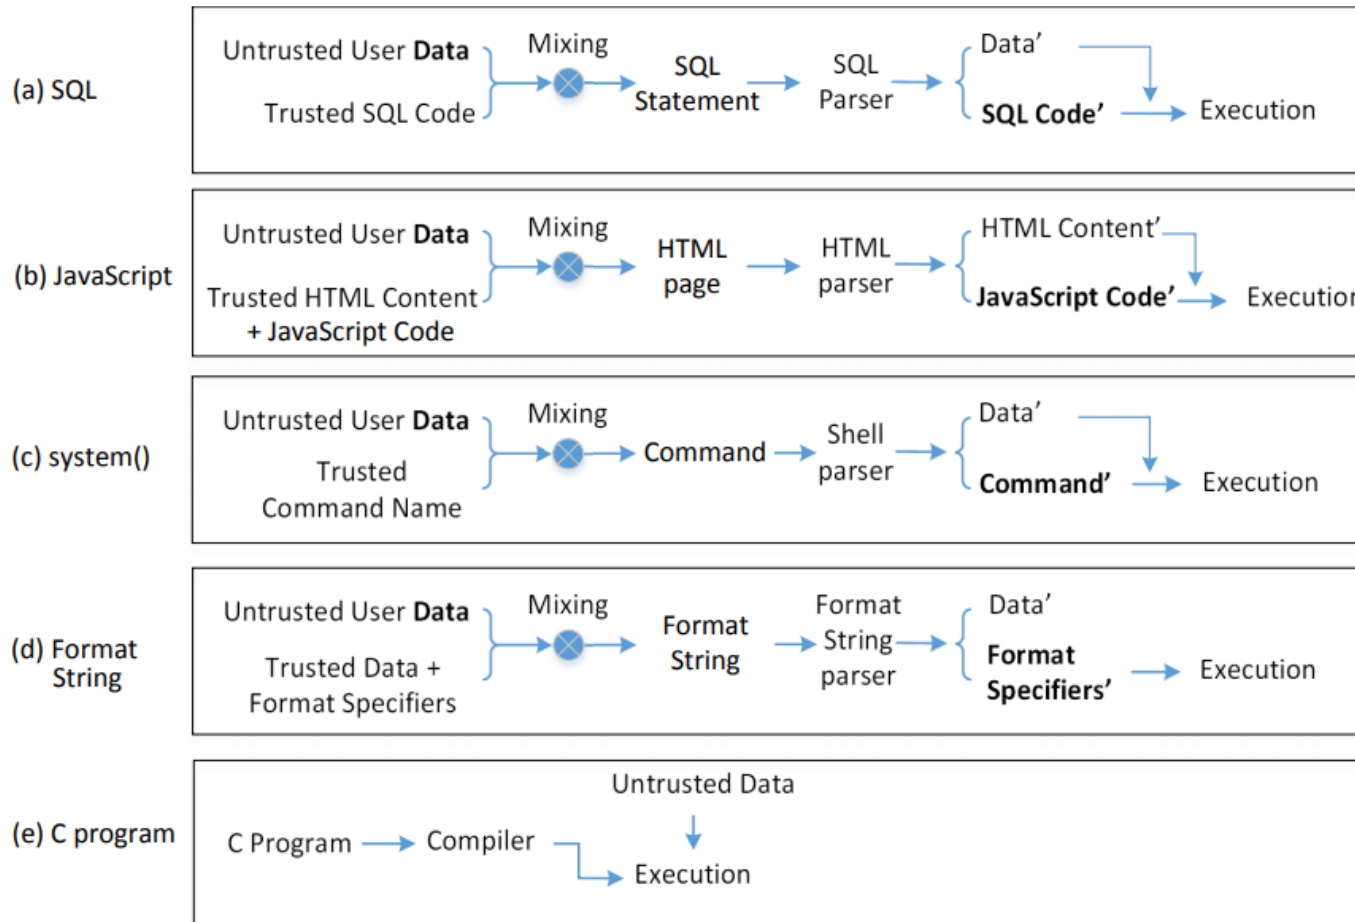 (a) SQL
Untrusted User Data
Trusted SQL Code
Mixing
SQL
Statement
SQL
Parser
Data’
SQL Code’
Execution
(b) JavaScript
Untrusted User Data
Trusted HTML Content
+ JavaScript Code
Mixing
HTML
page
HTML
parser
HTML Content’
JavaScript Code’
Execution
(c) system()
Untrusted User Data
Trusted
Command Name
Mixing
Command
Shell
parser
Data’
Command’
Execution
(d) Format
String
Untrusted User Data
Trusted Data +
Format Specifiers
Mixing
Format
String
Format
String
parser
Data’
Format
Specifiers’
Execution
(e) C program
C Program
Compiler
Untrusted Data
Execution